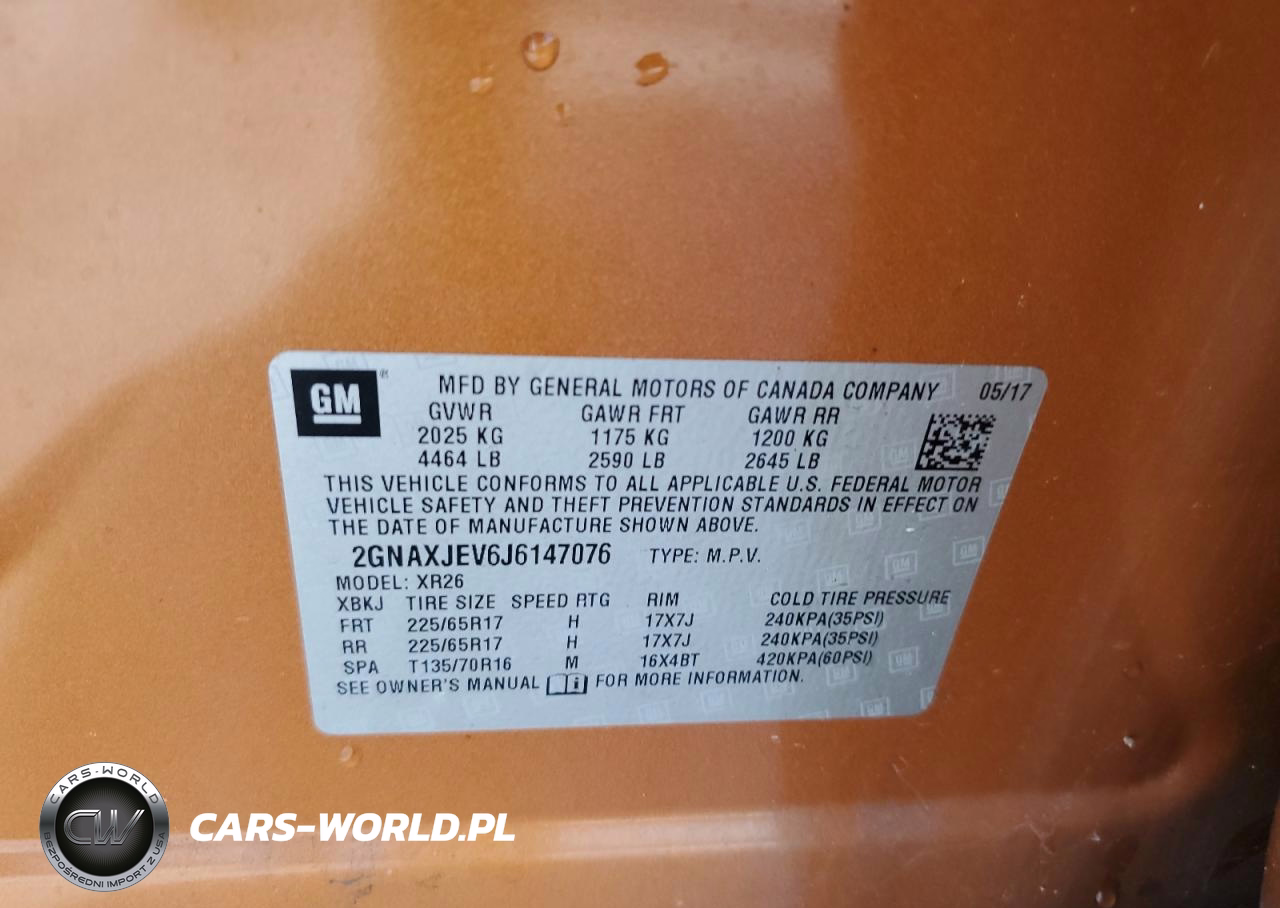 GM ®
MFD BY GENERAL MOTORS OF CANADA COMPANY 05/17
GVWR GAWR FRT GAWR RR
2025 KG 1175 KG 1200 KG
4464 LB 2590 LB 2645 LB
THIS VEHICLE CONFORMS TO ALL APPLICABLE U.S. FEDERAL MOTOR
VEHICLE SAFETY AND THEFT PREVENTION STANDARDS IN EFFECT ON
THE DATE OF MANUFACTURE SHOWN ABOVE.
2GNAXJEV6J6147076 TYPE: M.P.V.
MODEL: XR26
XBKJ TIRE SIZE SPEED RTG RIM COLD TIRE PRESSURE
FRT 225/65R17 H 17X7J 240KPA(35PSI)
RR 225/65R17 H 17X7J 240KPA(35PSI)
SPA T135/70R16 M 16X4BT 420KPA(60PSI)
SEE OWNER'S MANUAL FOR MORE INFORMATION.
CARS-WORLD
CW
BEZPOŚREDNI IMPORT Z USA
CARS-WORLD.PL